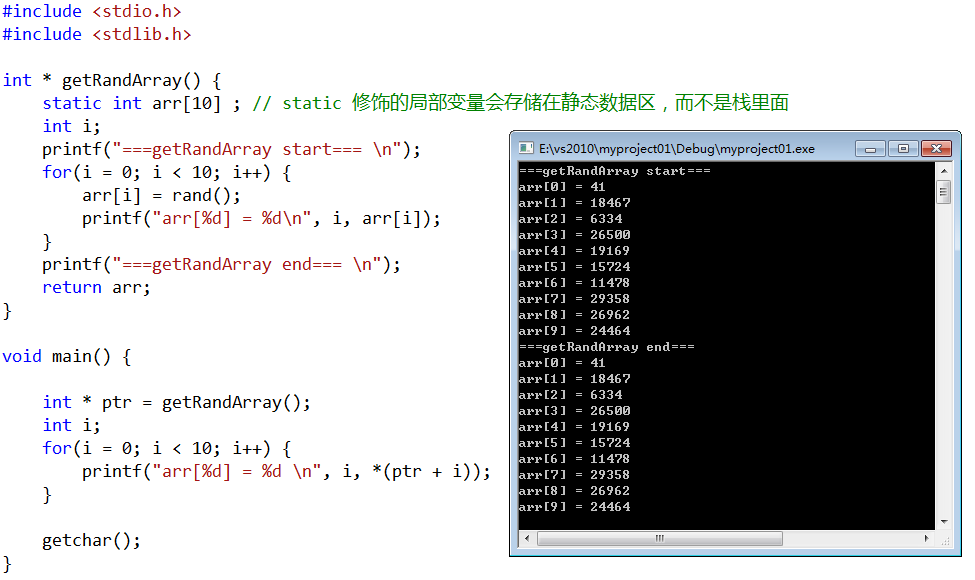 #include <stdio.h>
#include <stdlib.h>
int * getRandArray() {
static int arr[10] ; // static 修饰的局部变量会存储在静态数据区，而不是栈里面
int i;
printf("===getRandArray start=== \n");
for(i = 0; i < 10; i++) {
arr[i] = rand();
printf("arr[%d] = %d\n", i, arr[i]);
}
printf("===getRandArray end=== \n");
return arr;
}
void main() {
int * ptr = getRandArray();
int i;
for(i = 0; i < 10; i++) {
printf("arr[%d] = %d \n", i, *(ptr + i));
}
getchar();
}
E:\vs2010\myproject01\Debug\myproject01.exe
===getRandArray start===
arr[0] = 41
arr[1] = 18467
arr[2] = 6334
arr[3] = 26500
arr[4] = 19169
arr[5] = 15724
arr[6] = 11478
arr[7] = 29358
arr[8] = 26962
arr[9] = 24464
===getRandArray end===
arr[0] = 41
arr[1] = 18467
arr[2] = 6334
arr[3] = 26500
arr[4] = 19169
arr[5] = 15724
arr[6] = 11478
arr[7] = 29358
arr[8] = 26962
arr[9] = 24464